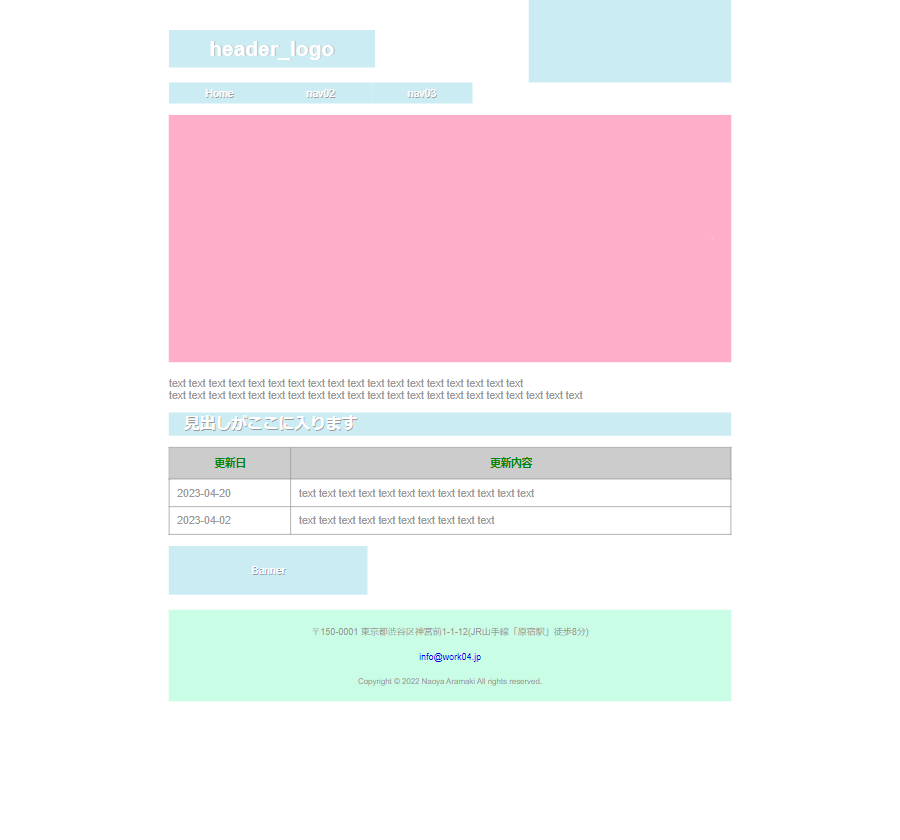 header_logo
Home
nav02
nav03
text text text text text text text text text text text text text text text text text text
text text text text text text text text text text text text text text text text text text text text text
見出しがここに入ります
更新日 更新内容
2023-04-20 text text text text text text text text text text text text
2023-04-02 text text text text text text text text text text
Banner
〒150-0001 東京都渋谷区神宮前1-1-12(JR山手線「原宿駅」徒歩8分)
info@work04.jp
Copyright © 2022 Naoya Aramaki All rights reserved.